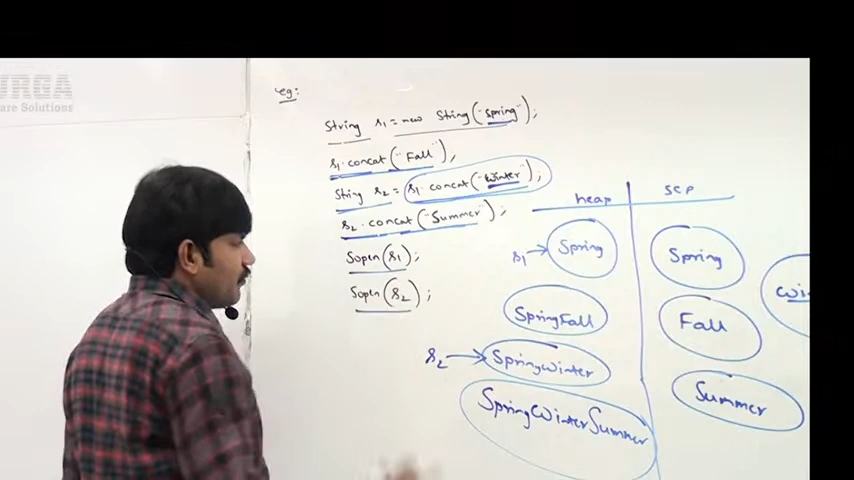 URGA
are Solutions
eg:
String s1 = new String("spring");
s1.concat("Fall");
String s2 = s1.concat("winter");
s2.concat("Summer");
Sopln(s1);
Sopln(s2);
heap SCP
s1 Spring Spring
SpringFall Fall
s2 Springwinter Summer
SpringWinterSummer